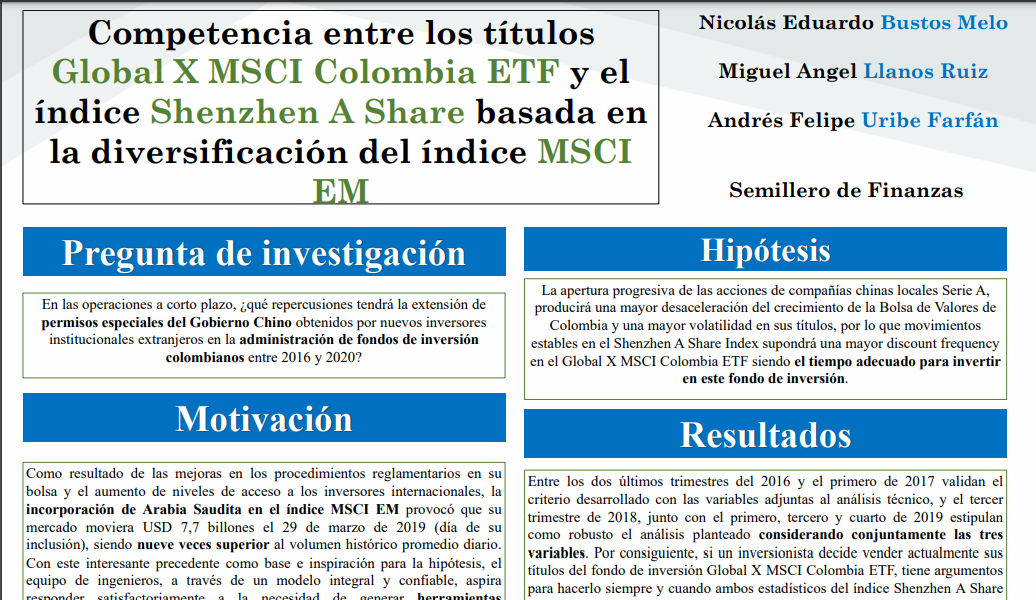 Competencia entre los títulos
Global X MSCI Colombia ETF y el
índice Shenzhen A Share basada en
la diversificación del índice MSCI
EM
Nicolás Eduardo Bustos Melo
Miguel Angel Llanos Ruiz
Andrés Felipe Uribe Farfán
Semillero de Finanzas
Pregunta de investigación
En las operaciones a corto plazo, ¿qué repercusiones tendrá la extensión de
permisos especiales del Gobierno Chino obtenidos por nuevos inversores
institucionales extranjeros en la administración de fondos de inversión
colombianos entre 2016 y 2020?
Motivación
Como resultado de las mejoras en los procedimientos reglamentarios en su
bolsa y el aumento de niveles de acceso a los inversores internacionales, la
incorporación de Arabia Saudita en el índice MSCI EM provocó que su
mercado moviera USD 7,7 billones el 29 de marzo de 2019 (día de su
inclusión), siendo nueve veces superior al volumen histórico promedio diario.
Con este interesante precedente como base e inspiración para la hipótesis, el
equipo de ingenieros, a través de un modelo integral y confiable, aspira
responder satisfactoriamente a la necesidad de generar herramientas
Hipótesis
La apertura progresiva de las acciones de compañías chinas locales Serie A,
producirá una mayor desaceleración del crecimiento de la Bolsa de Valores de
Colombia y una mayor volatilidad en sus títulos, por lo que movimientos
estables en el Shenzhen A Share Index supondrá una mayor discount frequency
en el Global X MSCI Colombia ETF siendo el tiempo adecuado para invertir
en este fondo de inversión.
Resultados
Entre los dos últimos trimestres del 2016 y el primero de 2017 validan el
criterio desarrollado con las variables adjuntas al análisis técnico, y el tercer
trimestre de 2018, junto con el primero, tercero y cuarto de 2019 estipulan
como robusto el análisis planteado considerando conjuntamente las tres
variables. Por consiguiente, si un inversionista decide vender actualmente sus
títulos del fondo de inversión Global X MSCI Colombia ETF, tiene argumentos
para hacerlo siempre y cuando ambos estadísticos del índice Shenzhen A Share